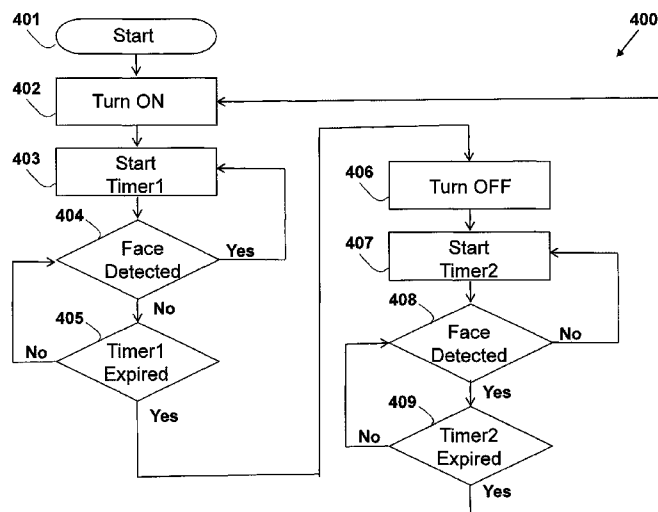 400
401
Start
402
Turn ON
403
Start
Timer1
404
Face
Detected
Yes
No
405
Timer1
Expired
No
Yes
406
Turn OFF
407
Start
Timer2
408
Face
Detected
No
Yes
409
Timer2
Expired
No
Yes